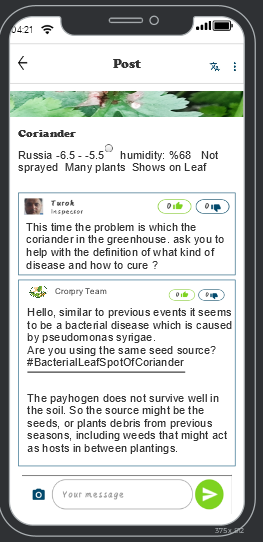 04:21
Post
Coriander
Russia -6.5 - -5.5 humidity: %68 Not
sprayed Many plants Shows on Leaf
Turok
Inspector
0
0
This time the problem is which the
coriander in the greenhouse. ask you to
help with the definition of what kind of
disease and how to cure ?
Croppy Team
0
0
Hello, similar to previous events it seems
to be a bacterial disease which is caused
by pseudomonas syrigae.
Are you using the same seed source?
#BacterialLeafSpotOfCoriander
The payhogen does not survive well in
the soil. So the source might be the
seeds, or plants debris from previous
seasons, including weeds that might act
as hosts in between plantings.
Your message